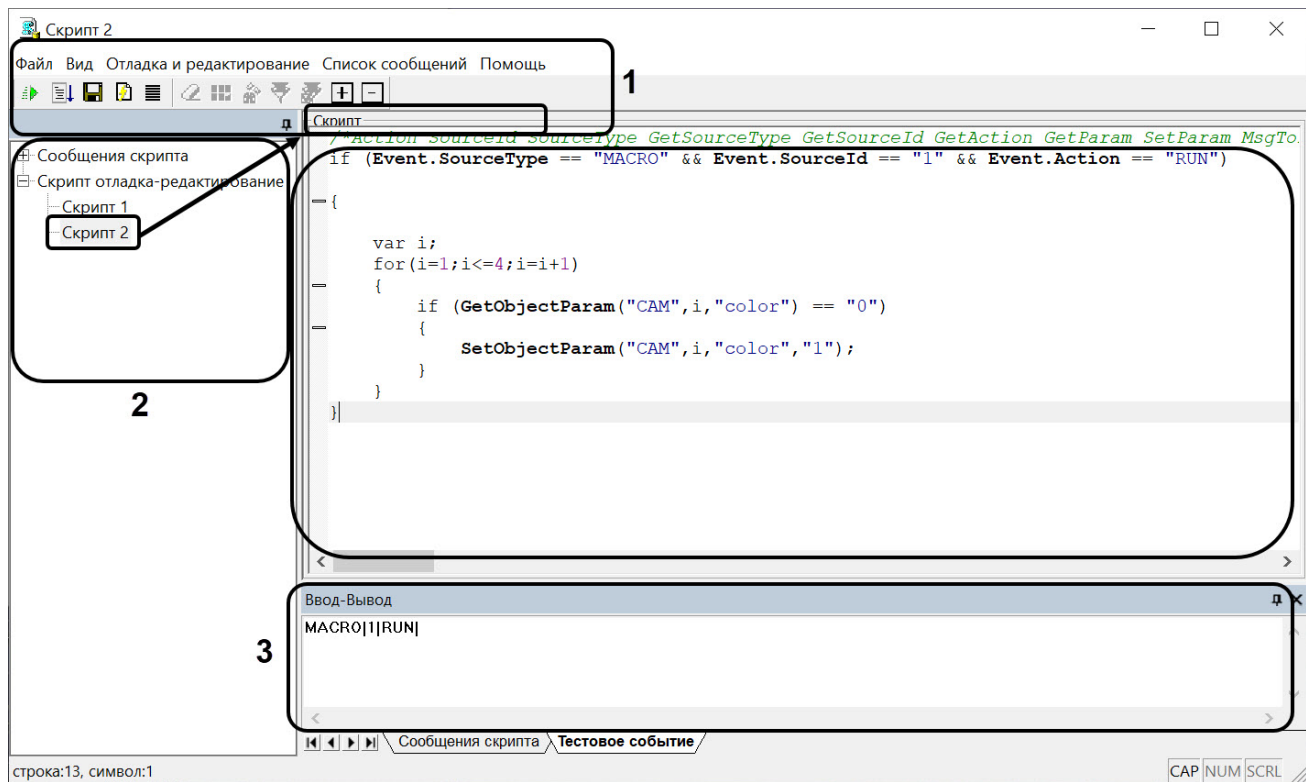 Скрипт 2
Файл Вид Отладка и редактирование Список сообщений Помощь
1
Скрипт
Сообщения скрипта
Скрипт отладка-редактирование
Скрипт 1
Скрипт 2
2
/*Action SourceId SourceType GetSourceType GetSourceId GetAction GetParam SetParam MsgTo
if (Event.SourceType == "MACRO" && Event.SourceId == "1" && Event.Action == "RUN")
{
var i;
for(i=1;i<=4;i=i+1)
{
if (GetObjectParam("CAM",i,"color") == "0")
{
SetObjectParam("CAM",i,"color","1");
}
}
}
Ввод-Вывод
MACRO|1|RUN|
3
Сообщения скрипта Тестовое событие
строка:13, символ:1
CAP NUM SCRL